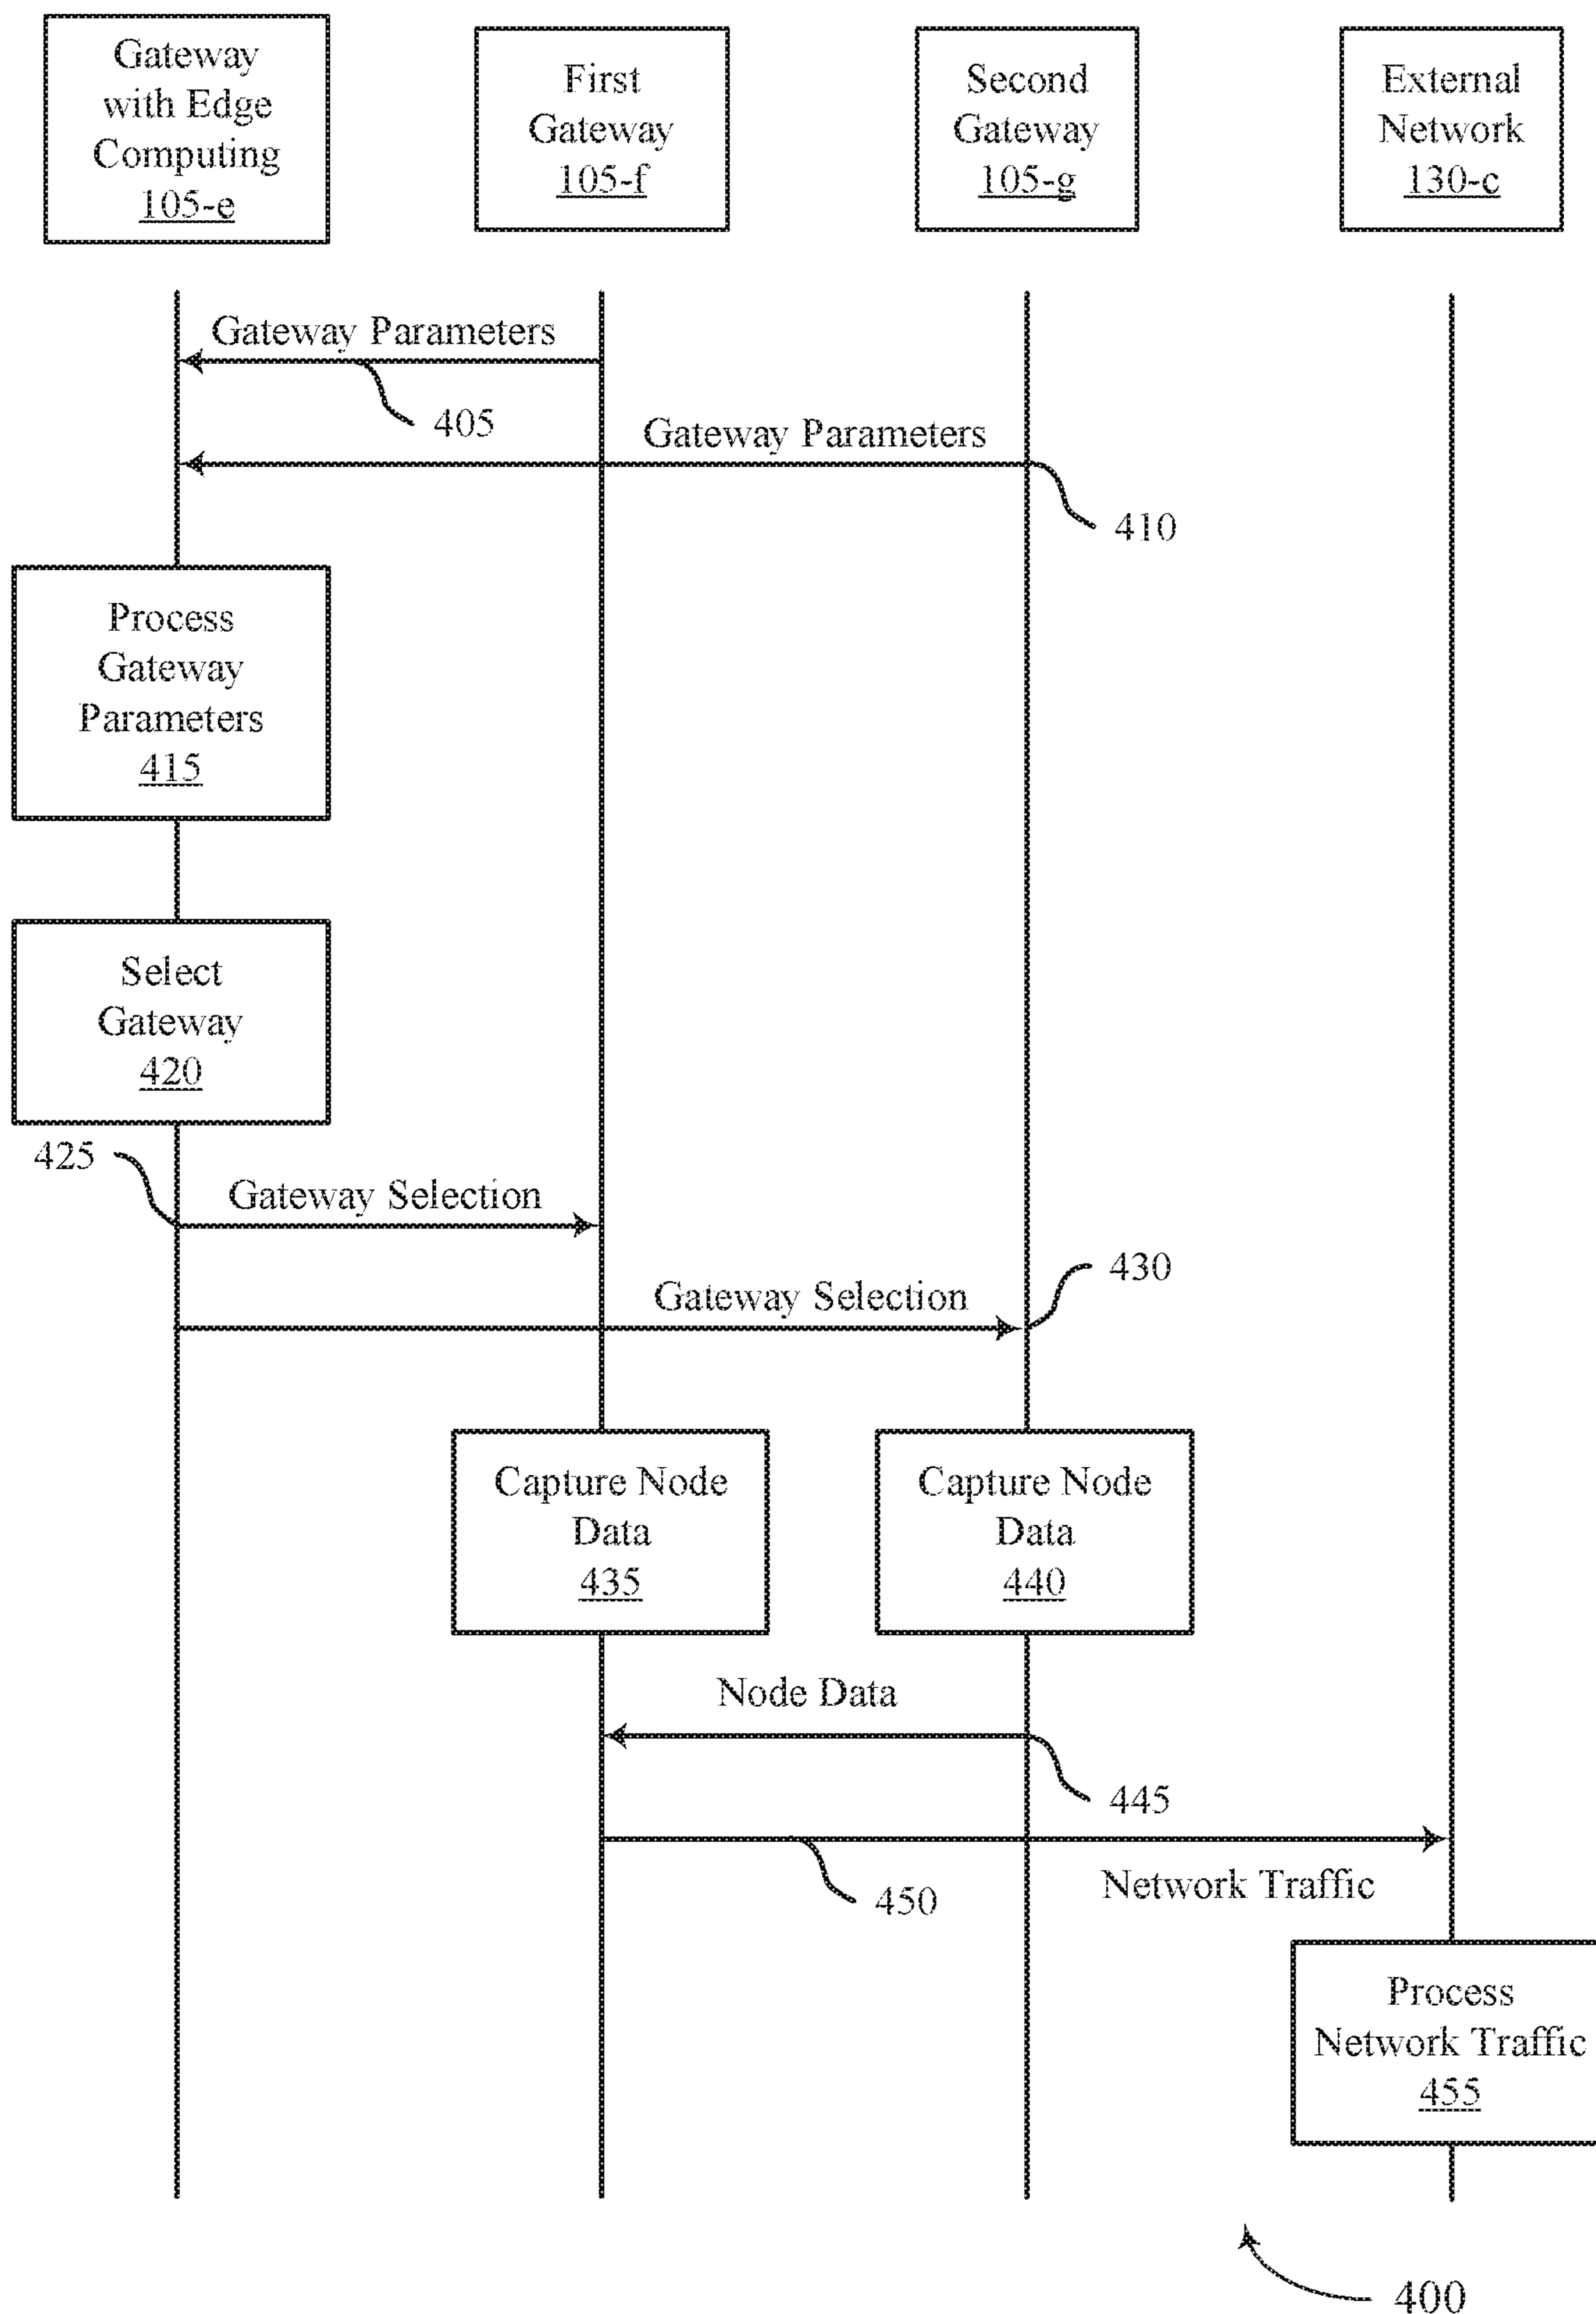 Gateway
with Edge
Computing
105-e
First
Gateway
105-f
Second
Gateway
105-g
External
Network
130-c
Gateway Parameters
405
Gateway Parameters
410
Process
Gateway
Parameters
415
Select
Gateway
420
425
Gateway Selection
430
Gateway Selection
Capture Node
Data
435
Capture Node
Data
440
Node Data
445
450
Network Traffic
Process
Network Traffic
455
400